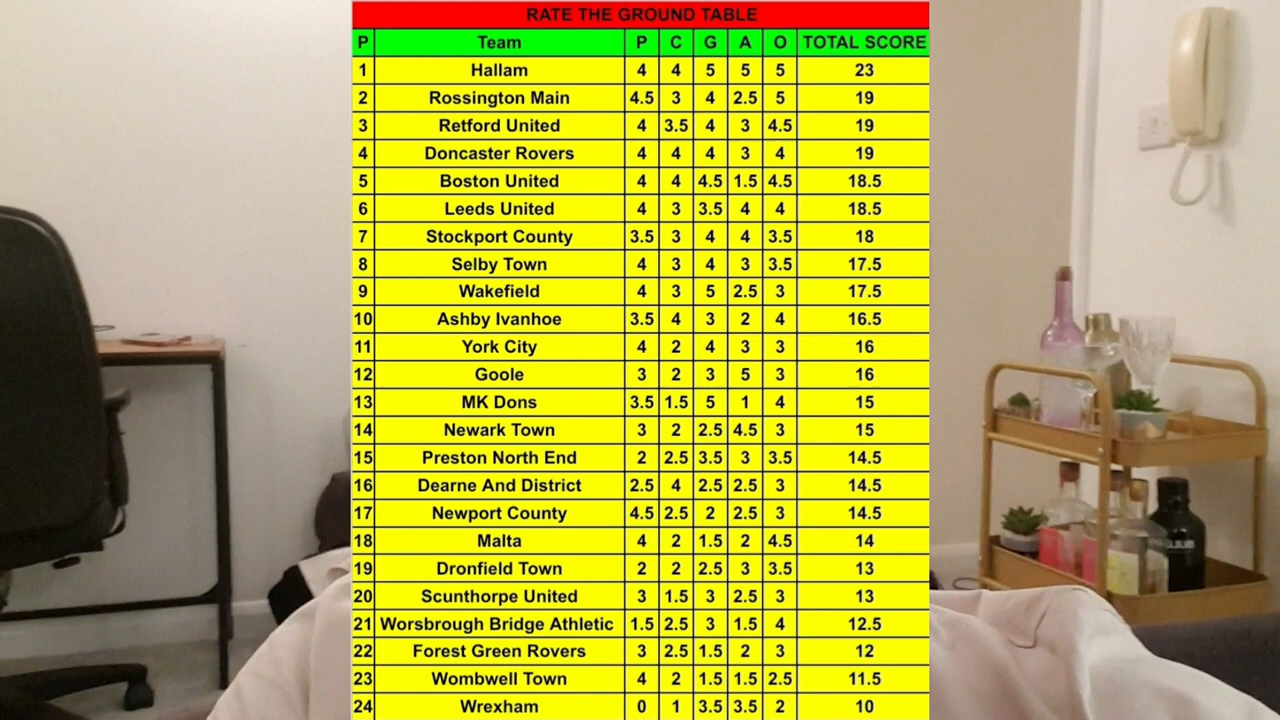 RATE THE GROUND TABLE
P Team P C G A O TOTAL SCORE
1 Hallam 4 4 5 5 5 23
2 Rossington Main 4.5 3 4 2.5 5 19
3 Retford United 4 3.5 4 3 4.5 19
4 Doncaster Rovers 4 4 4 3 4 19
5 Boston United 4 4 4.5 1.5 4.5 18.5
6 Leeds United 4 3 3.5 4 4 18.5
7 Stockport County 3.5 3 4 4 3.5 18
8 Selby Town 4 3 4 3 3.5 17.5
9 Wakefield 4 3 5 2.5 3 17.5
10 Ashby Ivanhoe 3.5 4 3 2 4 16.5
11 York City 4 2 4 3 3 16
12 Goole 3 2 3 5 3 16
13 MK Dons 3.5 1.5 5 1 4 15
14 Newark Town 3 2 2.5 4.5 3 15
15 Preston North End 2 2.5 3.5 3 3.5 14.5
16 Dearne And District 2.5 4 2.5 2.5 3 14.5
17 Newport County 4.5 2.5 2 2.5 3 14.5
18 Malta 4 2 1.5 2 4.5 14
19 Dronfield Town 2 2 2.5 3 3.5 13
20 Scunthorpe United 3 1.5 3 2.5 3 13
21 Worsbrough Bridge Athletic 1.5 2.5 3 1.5 4 12.5
22 Forest Green Rovers 3 2.5 1.5 2 3 12
23 Wombwell Town 4 2 1.5 1.5 2.5 11.5
24 Wrexham 0 1 3.5 3.5 2 10